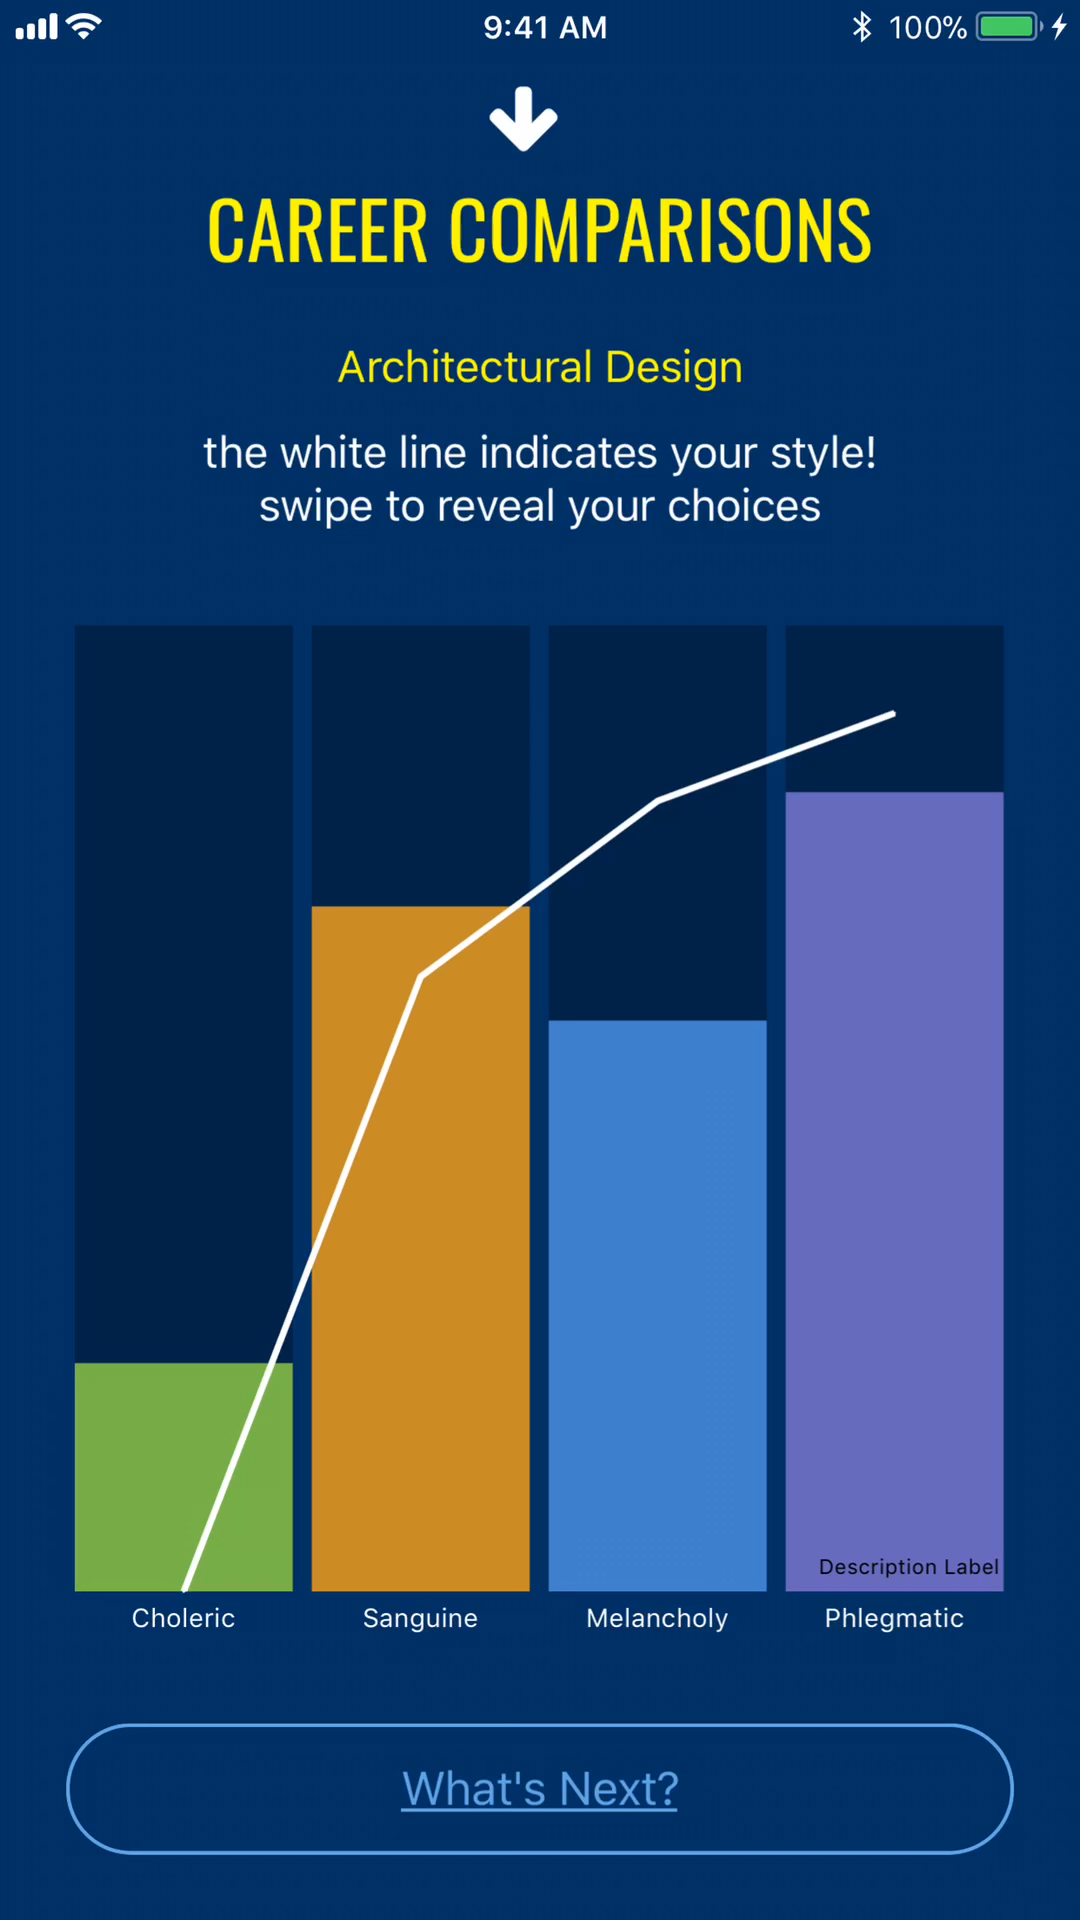 9:41 AM
100%
CAREER COMPARISONS
Architectural Design
the white line indicates your style!
swipe to reveal your choices
Description Label
Choleric
Sanguine
Melancholy
Phlegmatic
What's Next?